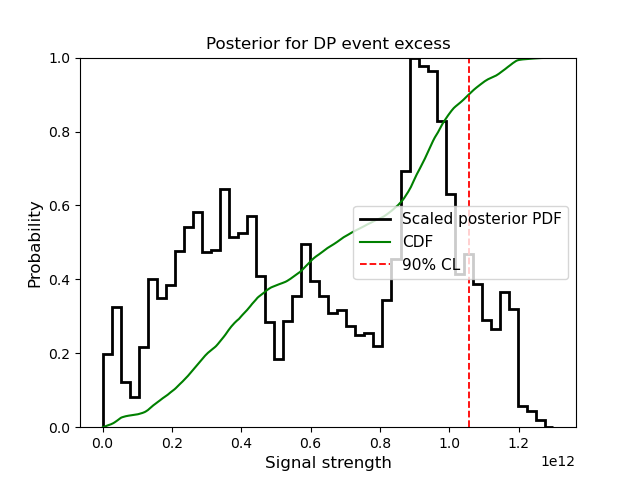 Posterior for DP event excess
Probability
1.0
0.8
0.6
0.4
0.2
0.0
Scaled posterior PDF
CDF
90% CL
0.0 0.2 0.4 0.6 0.8 1.0 1.2
1e12
Signal strength